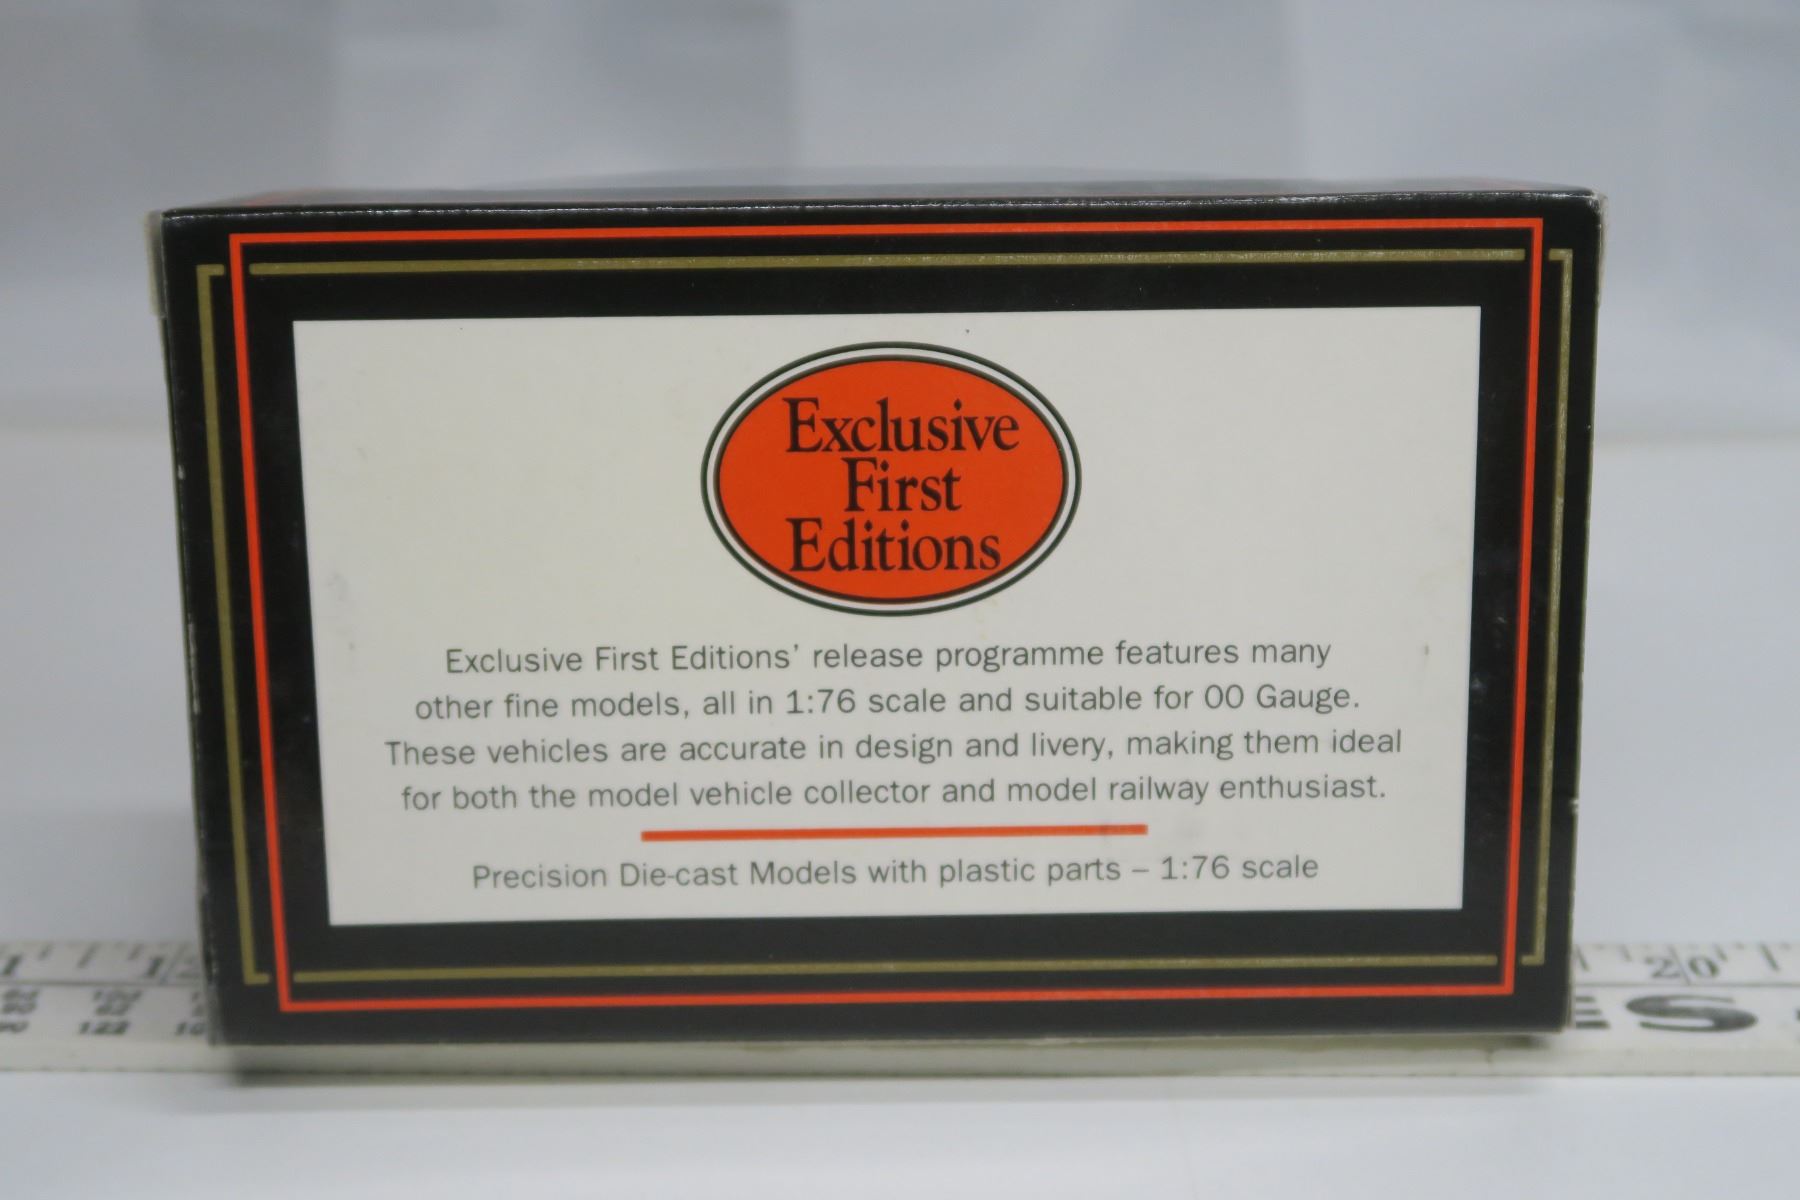 Exclusive
First
Editions
Exclusive First Editions' release programme features many
other fine models, all in 1:76 scale and suitable for 00 Gauge.
These vehicles are accurate in design and livery, making them ideal
for both the model vehicle collector and model railway enthusiast.
Precision Die-cast Models with plastic parts – 1:76 scale
20